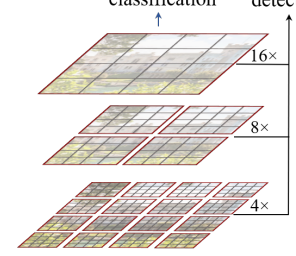 classification
16×
8×
4×